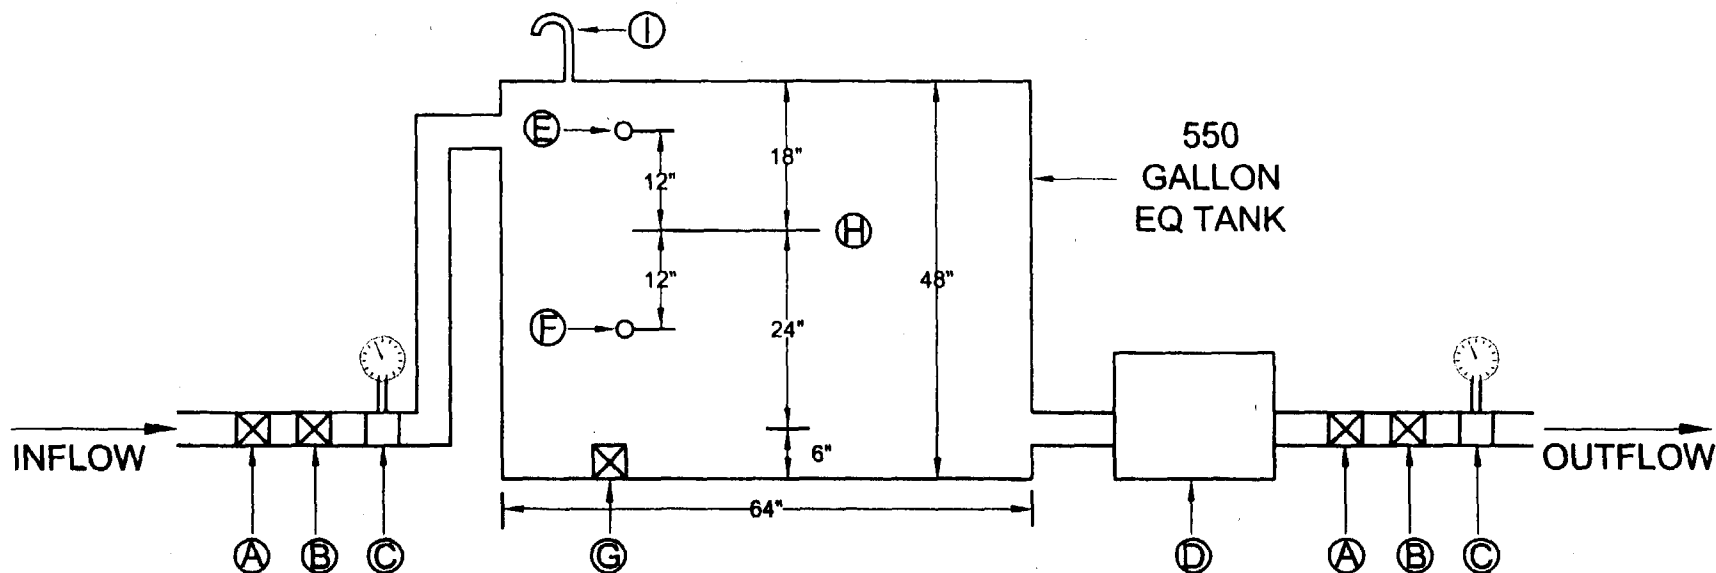 I
E
18"
550
GALLON
EQ TANK
12"
H
12"
48"
F
24"
INFLOW
6"
OUTFLOW
64"
A
B
C
G
D
A
B
C